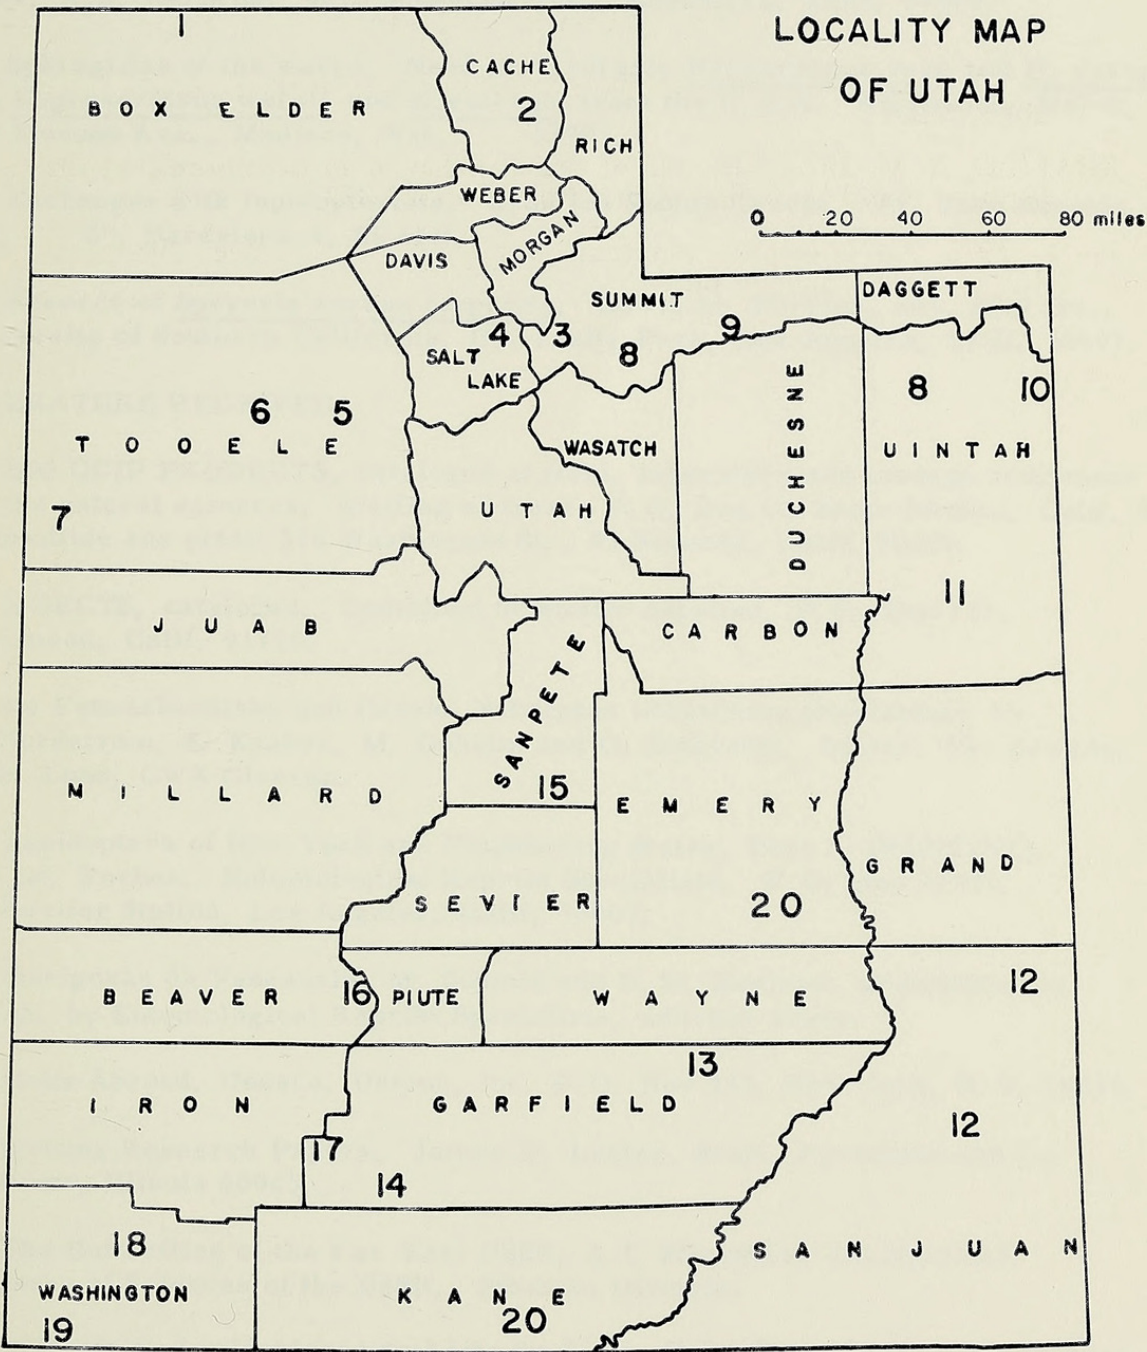 LOCALITY MAP
OF UTAH
0 20 40 60 80 miles
1
BOX ELDER
CACHE
2
RICH
WEBER
MORGAN
DAVIS
SUMMIT
DAGGETT
4
3
9
8
SALT
LAKE
DUCHESNE
8
10
6 5
TOOELE
WASATCH
UINTAH
7
UTAH
11
JUAB
SANPETE
CARBON
MILLARD
15
EMERY
GRAND
SEVIER
20
BEAVER
16
PIUTE
WAYNE
12
13
IRON
GARFIELD
12
17
14
18
SAN JUAN
WASHINGTON
KANE
19
20